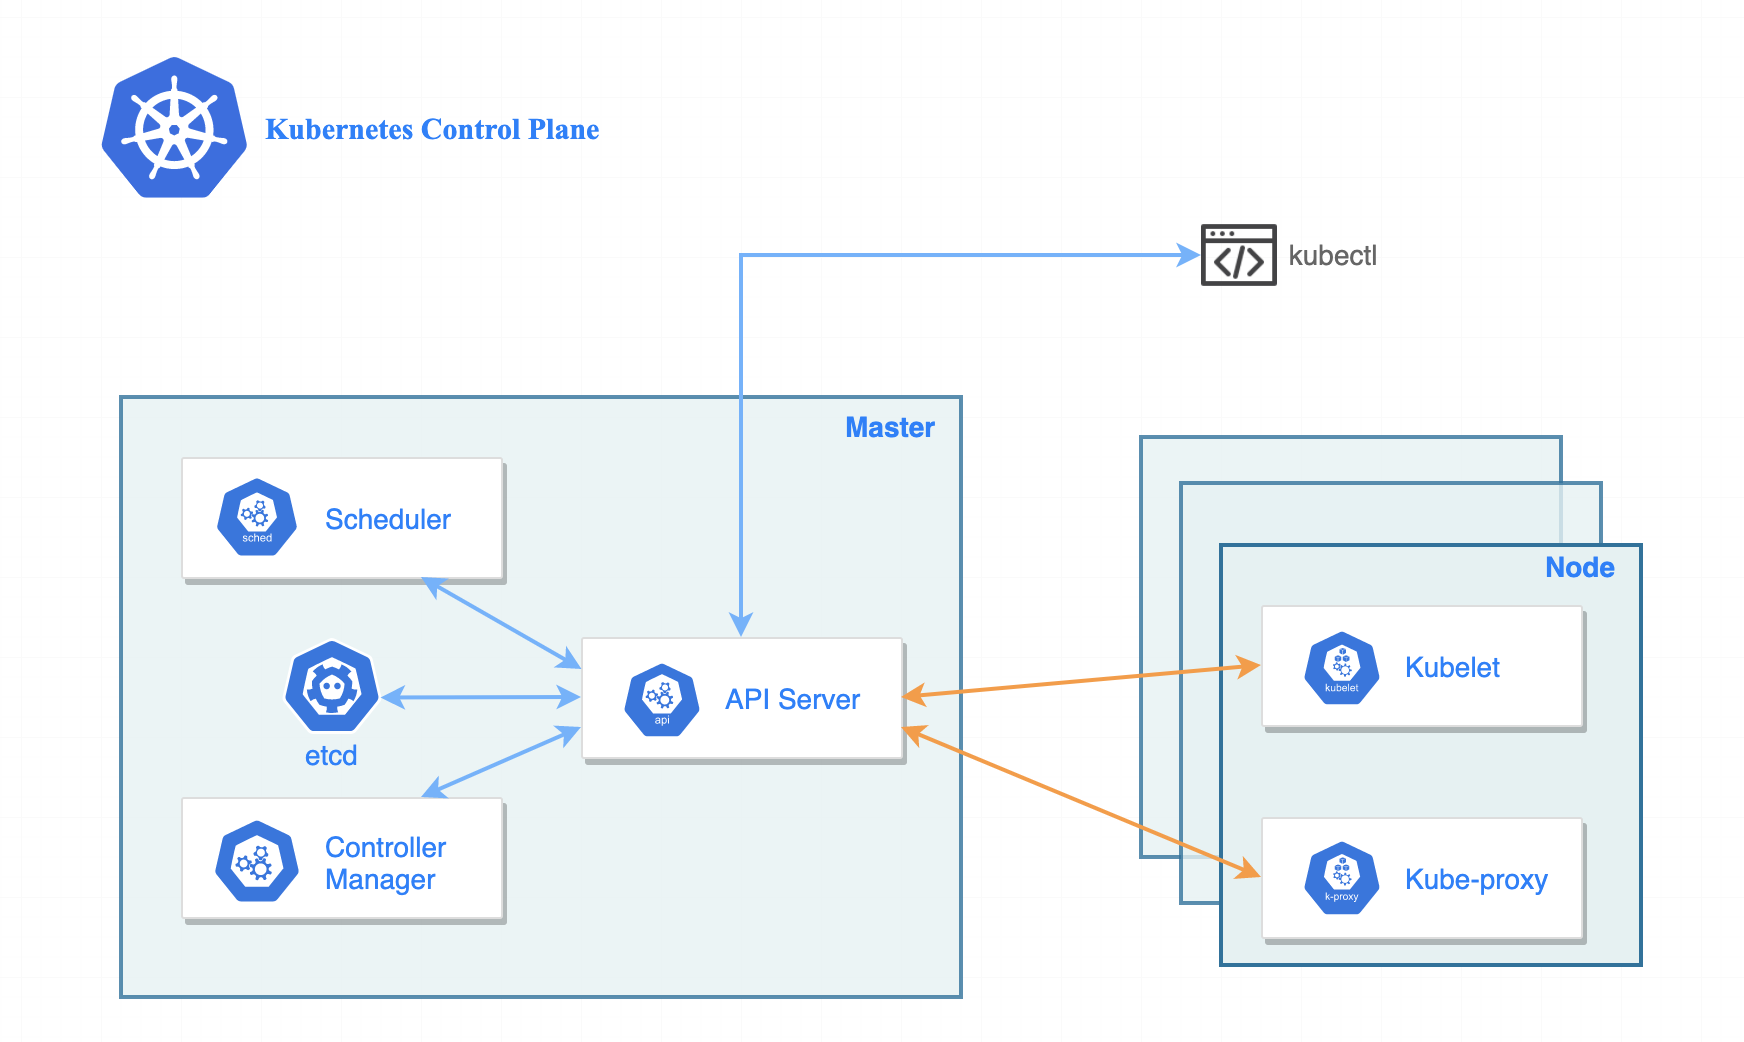 Kubernetes Control Plane
kubectl
Master
sched
Scheduler
etcd
api
API Server
Controller
Manager
Node
kubelet
Kubelet
k-proxy
Kube-proxy